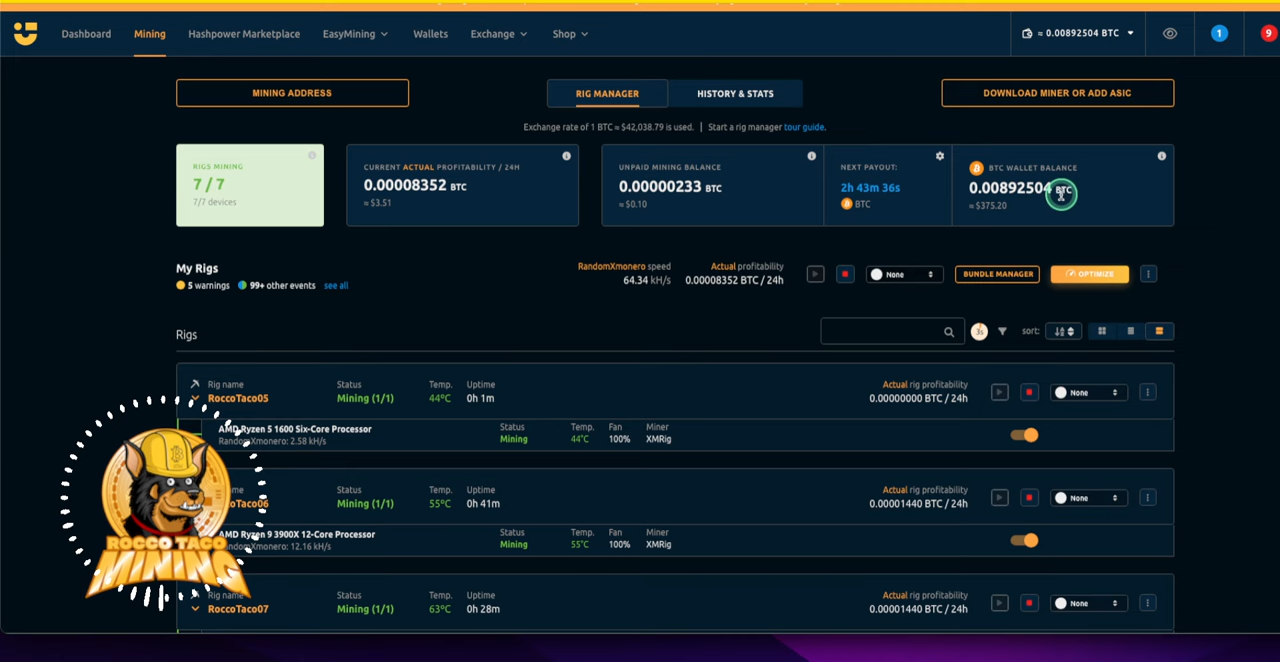 Dashboard Mining Hashpower Marketplace EasyMining Wallets Exchange Shop ≈ 0.00892504 BTC 1 9
MINING ADDRESS RIG MANAGER HISTORY & STATS DOWNLOAD MINER OR ADD ASIC
Exchange rate of 1 BTC ≈ $42,038.79 is used. | Start a rig manager tour guide.
RIGS MINING
7 / 7
7/7 devices
CURRENT ACTUAL PROFITABILITY / 24H
0.00008352 BTC
≈ $3.51
UNPAID MINING BALANCE
0.00000233 BTC
≈ $0.10
NEXT PAYOUT:
2h 43m 36s
BTC
BTC WALLET BALANCE
0.00892504 BTC
≈ $375.20
My Rigs
5 warnings 99+ other events see all
RandomXmonero speed
64.34 kH/s
Actual profitability
0.00008352 BTC / 24h
None BUNDLE MANAGER OPTIMIZE
Rigs
3s sort:
Rig name Status Temp. Uptime Actual rig profitability
RoccoTaco05 Mining (1/1) 44°C 0h 1m 0.00000000 BTC / 24h None
AMD Ryzen 5 1600 Six-Core Processor Status Temp. Fan Miner
RandomXmonero: 2.58 kH/s Mining 44°C 100% XMRig
me Status Temp. Uptime Actual rig profitability
oTaco06 Mining (1/1) 55°C 0h 41m 0.00001440 BTC / 24h None
AMD Ryzen 9 3900X 12-Core Processor Status Temp. Fan Miner
ndomXmonero: 12.16 kH/s Mining 55°C 100% XMRig
ROCCO TACO
MINING
Rig name Status Temp. Uptime Actual rig profitability
RoccoTaco07 Mining (1/1) 63°C 0h 28m 0.00001440 BTC / 24h None